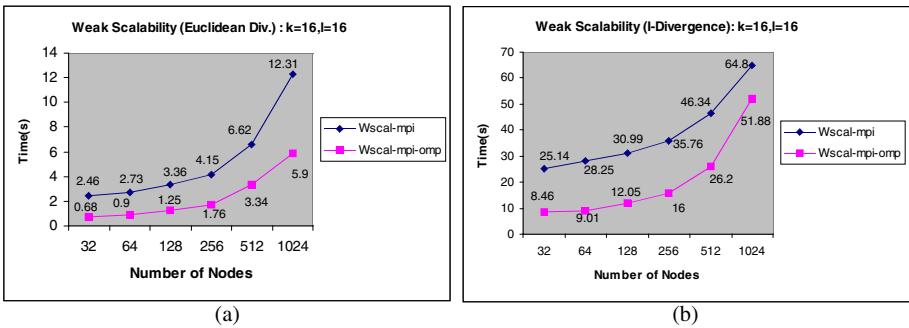 Weak Scalability (Euclidean Div.) : k=16,l=16
14
12
10
8
6
4
2
0
Time(s)
12.31
6.62
4.15
3.36
2.73
2.46
5.9
3.34
1.76
1.25
0.9
0.68
32 64 128 256 512 1024
Number of Nodes
Wscal-mpi
Wscal-mpi-omp
(a)
Weak Scalability (I-Divergence): k=16,l=16
70
60
50
40
30
20
10
0
Time(s)
64.8
46.34
35.76
30.99
28.25
25.14
51.88
26.2
16
12.05
9.01
8.46
32 64 128 256 512 1024
Number of Nodes
Wscal-mpi
Wscal-mpi-omp
(b)